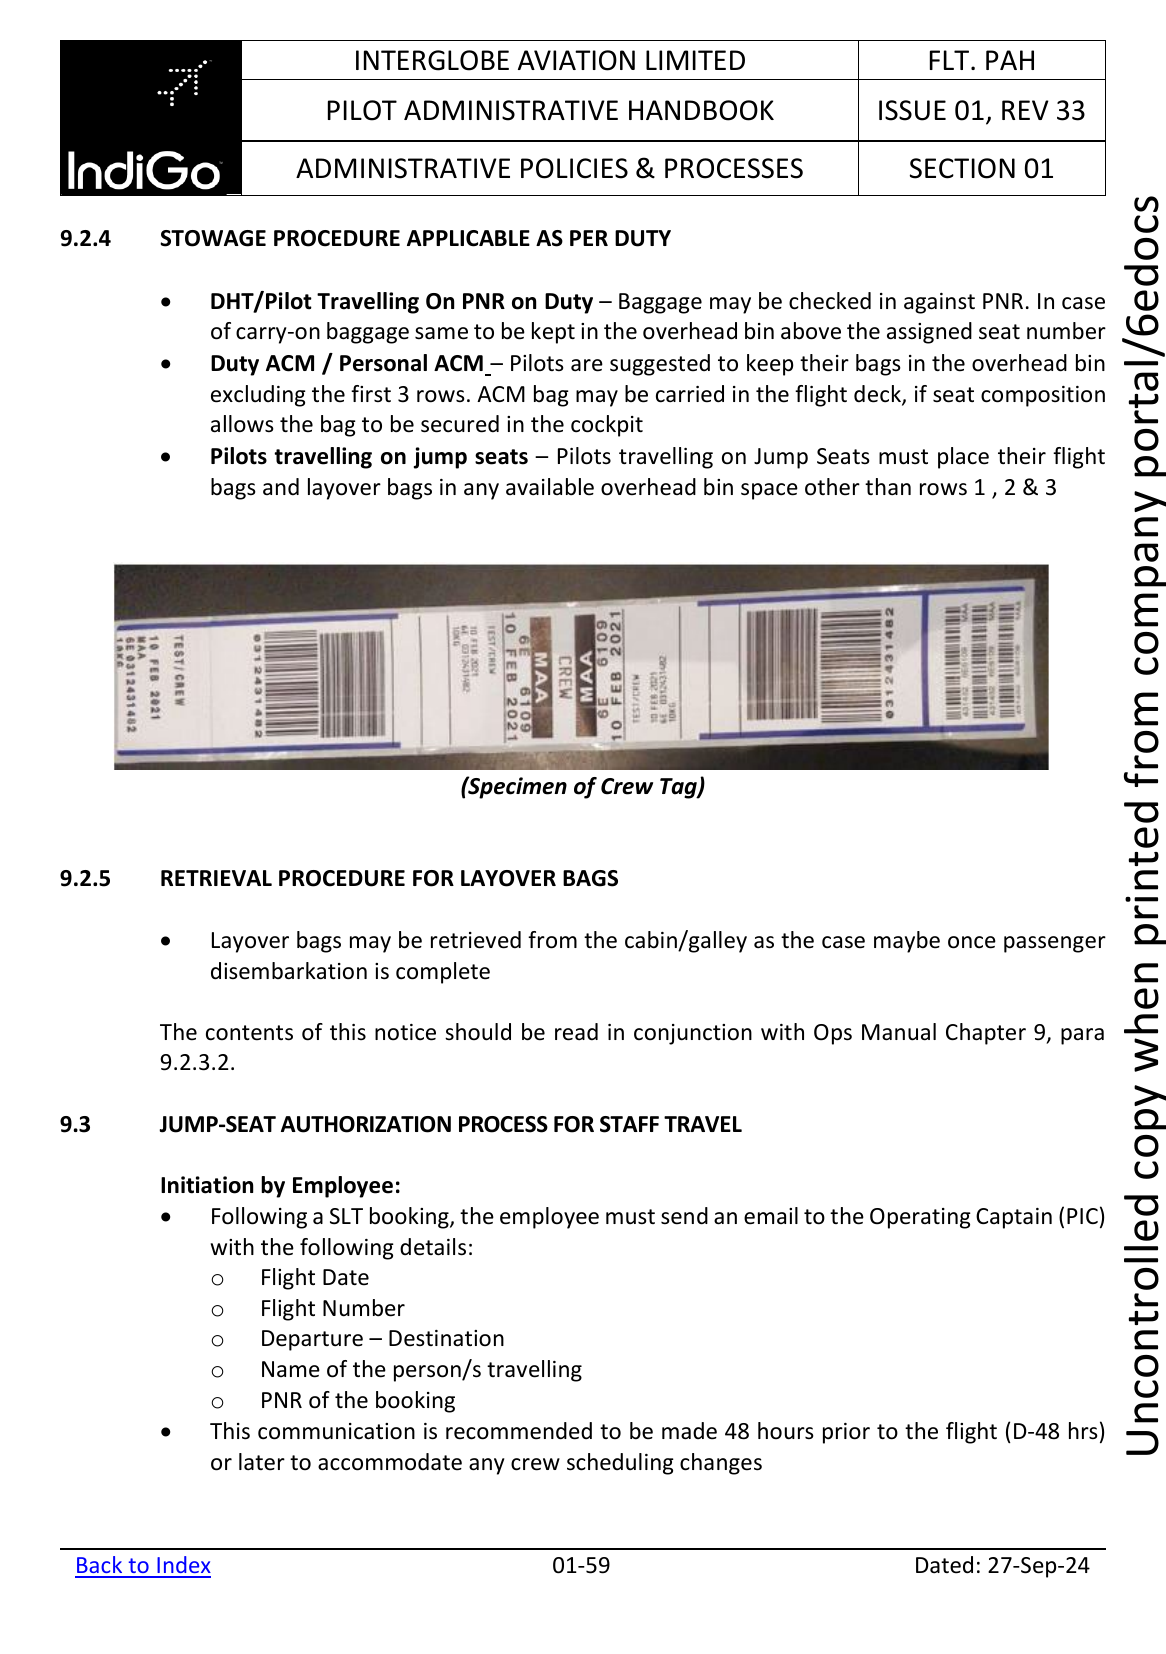 INTERGLOBE AVIATION LIMITED
FLT. PAH
PILOT ADMINISTRATIVE HANDBOOK
ISSUE 01, REV 33
ADMINISTRATIVE POLICIES & PROCESSES
SECTION 01
IndiGo
9.2.4 STOWAGE PROCEDURE APPLICABLE AS PER DUTY
• DHT/Pilot Travelling On PNR on Duty – Baggage may be checked in against PNR. In case
of carry-on baggage same to be kept in the overhead bin above the assigned seat number
• Duty ACM / Personal ACM – Pilots are suggested to keep their bags in the overhead bin
excluding the first 3 rows. ACM bag may be carried in the flight deck, if seat composition
allows the bag to be secured in the cockpit
• Pilots travelling on jump seats – Pilots travelling on Jump Seats must place their flight
bags and layover bags in any available overhead bin space other than rows 1 , 2 & 3
TEST/CREW
10 FEB 2021
MAA
6E 0312431482
10KG
0312431482
TEST/CREW
10 FEB 2021
6E 0312431482
10KG
10 FEB 2021
6E 6109
MAA
CREW
MAA
6E 6109
10 FEB 2021
TEST/CREW
10 FEB 2021
6E 0312431482
10KG
0312431482
(Specimen of Crew Tag)
9.2.5 RETRIEVAL PROCEDURE FOR LAYOVER BAGS
• Layover bags may be retrieved from the cabin/galley as the case maybe once passenger
disembarkation is complete
The contents of this notice should be read in conjunction with Ops Manual Chapter 9, para
9.2.3.2.
9.3 JUMP-SEAT AUTHORIZATION PROCESS FOR STAFF TRAVEL
Initiation by Employee:
• Following a SLT booking, the employee must send an email to the Operating Captain (PIC)
with the following details:
o Flight Date
o Flight Number
o Departure – Destination
o Name of the person/s travelling
o PNR of the booking
• This communication is recommended to be made 48 hours prior to the flight (D-48 hrs)
or later to accommodate any crew scheduling changes
Back to Index
01-59
Dated: 27-Sep-24
Uncontrolled copy when printed from company portal/6edocs